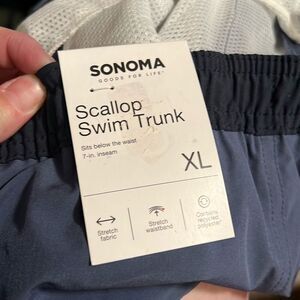 SONOMA
GOODS FOR LIFE
Scallop
Swim Trunk
Sits below the waist
7-in. inseam
XL
Stretch
fabric
Stretch
waistband
Contains
recycled
polyester